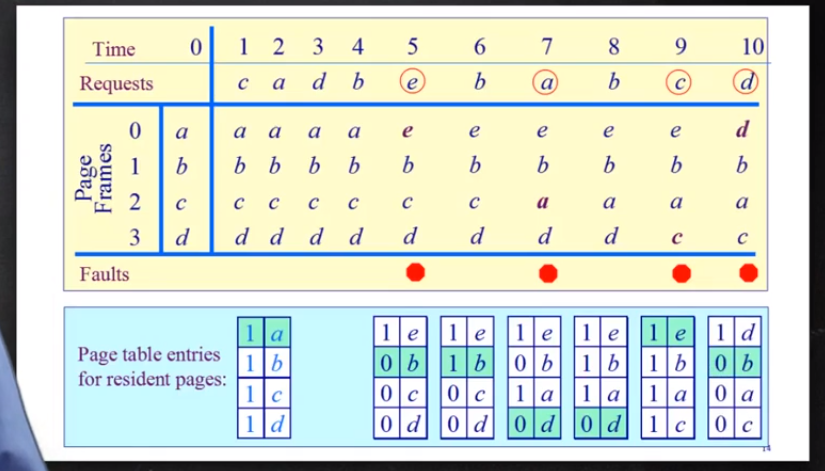 Time 0 1 2 3 4 5 6 7 8 9 10
Requests c a d b e b a b c d
Page Frames
0 a a a a a e e e e e d
1 b b b b b b b b b b b
2 c c c c c c c a a a a
3 d d d d d d d d d c c
Faults
Page table entries
for resident pages:
1 a 1 e 1 e 1 e 1 e 1 e 1 d
1 b 0 b 1 b 0 b 1 b 1 b 0 b
1 c 0 c 0 c 1 a 1 a 1 a 0 a
1 d 0 d 0 d 0 d 0 d 1 c 0 c
14